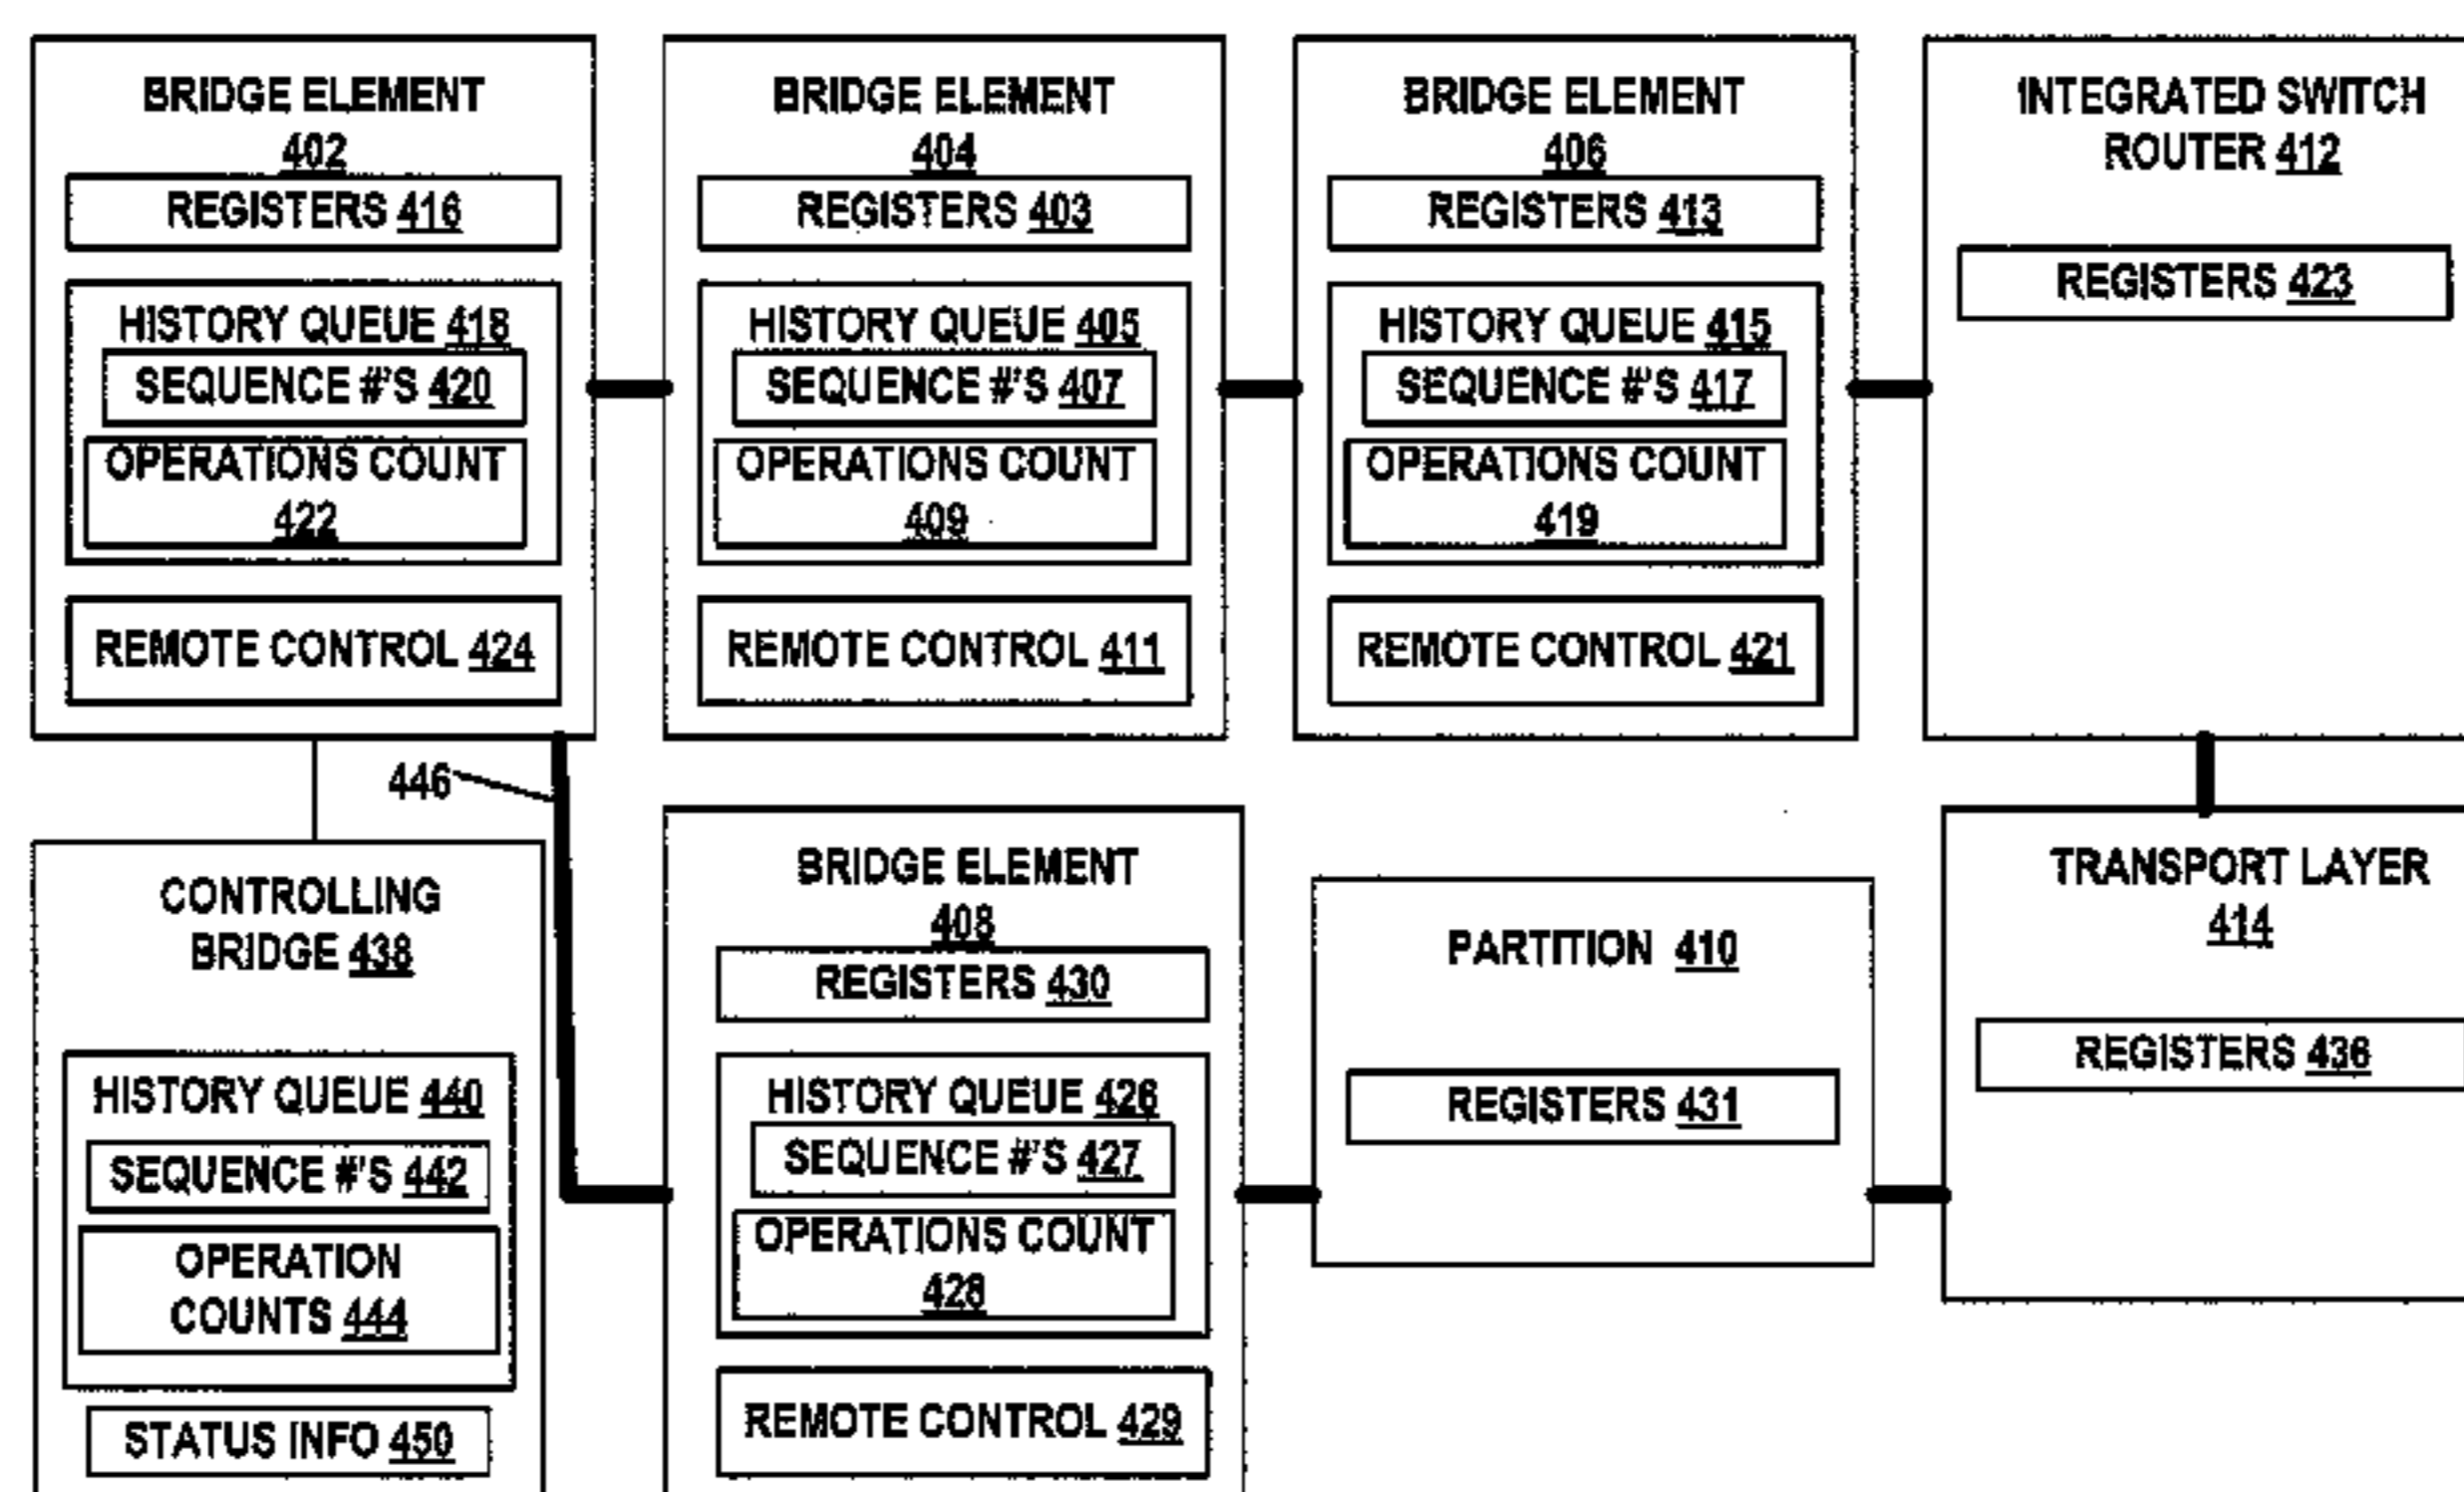 BRIDGE ELEMENT
402
REGISTERS 416
HISTORY QUEUE 418
SEQUENCE #'S 420
OPERATIONS COUNT
422
REMOTE CONTROL 424
BRIDGE ELEMENT
404
REGISTERS 403
HISTORY QUEUE 405
SEQUENCE #'S 407
OPERATIONS COUNT
409
REMOTE CONTROL 411
BRIDGE ELEMENT
406
REGISTERS 413
HISTORY QUEUE 415
SEQUENCE #'S 417
OPERATIONS COUNT
419
REMOTE CONTROL 421
INTEGRATED SWITCH
ROUTER 412
REGISTERS 423
446
CONTROLLING
BRIDGE 438
HISTORY QUEUE 440
SEQUENCE #'S 442
OPERATION
COUNTS 444
STATUS INFO 450
BRIDGE ELEMENT
408
REGISTERS 430
HISTORY QUEUE 426
SEQUENCE #'S 427
OPERATIONS COUNT
428
REMOTE CONTROL 429
PARTITION 410
REGISTERS 431
TRANSPORT LAYER
414
REGISTERS 436